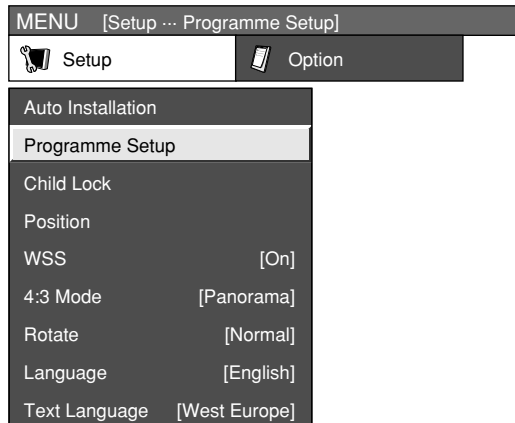 MENU [Setup ··· Programme Setup]
Setup Option
Auto Installation
Programme Setup
Child Lock
Position
WSS [On]
4:3 Mode [Panorama]
Rotate [Normal]
Language [English]
Text Language [West Europe]